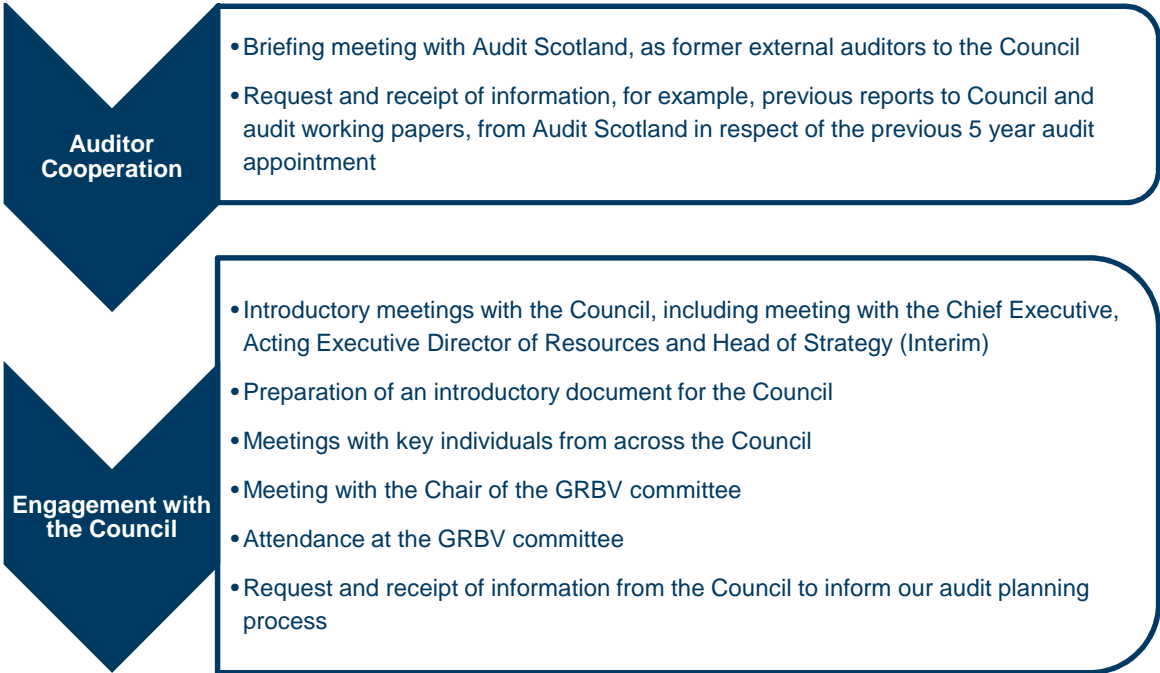 Auditor
Cooperation
•Briefing meeting with Audit Scotland, as former external auditors to the Council
•Request and receipt of information, for example, previous reports to Council and
audit working papers, from Audit Scotland in respect of the previous 5 year audit
appointment
Engagement with
the Council
•Introductory meetings with the Council, including meeting with the Chief Executive,
Acting Executive Director of Resources and Head of Strategy (Interim)
•Preparation of an introductory document for the Council
•Meetings with key individuals from across the Council
•Meeting with the Chair of the GRBV committee
•Attendance at the GRBV committee
•Request and receipt of information from the Council to inform our audit planning
process